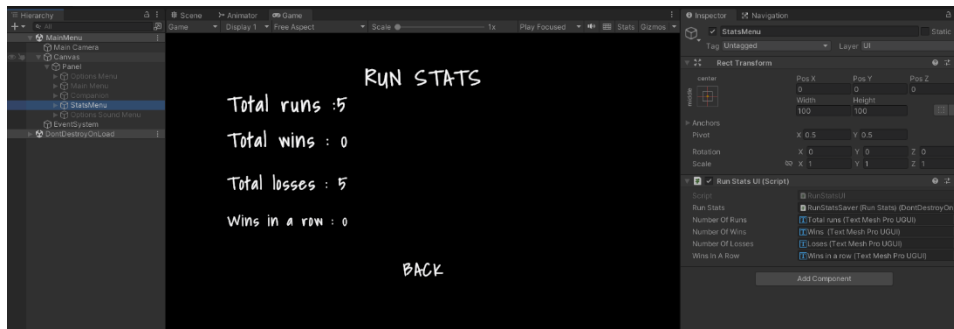 Hierarchy
All
MainMenu
Main Camera
Canvas
Panel
Options Menu
Main Menu
Companion
StatsMenu
Options Sound Menu
EventSystem
DontDestroyOnLoad
Scene
Animator
Game
Game
Display 1
Free Aspect
Scale
1x
Play Focused
Stats
Gizmos
RUN STATS
Total runs :5
Total wins : 0
Total losses : 5
Wins in a row : 0
BACK
Inspector
Navigation
StatsMenu
Static
Tag Untagged
Layer UI
Rect Transform
center
Pos X
Pos Y
Pos Z
middle
0
0
0
Width
Height
100
100
Anchors
Pivot
X 0.5
Y 0.5
Rotation
X 0
Y 0
Z 0
Scale
X 1
Y 1
Z 1
Run Stats UI (Script)
Script
RunStatsUI
Run Stats
RunStatsSaver (Run Stats) (DontDestroyOn
Number Of Runs
Total runs (Text Mesh Pro UGUI)
Number Of Wins
Wins (Text Mesh Pro UGUI)
Number Of Losses
Loses (Text Mesh Pro UGUI)
Wins In A Row
Wins in a row (Text Mesh Pro UGUI)
Add Component